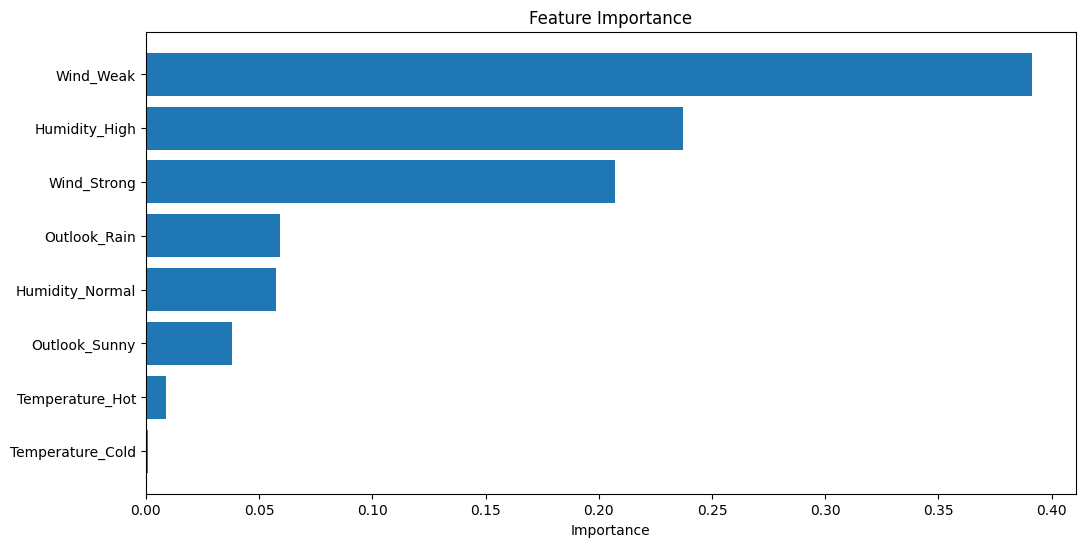 Feature Importance
Wind_Weak
Humidity_High
Wind_Strong
Outlook_Rain
Humidity_Normal
Outlook_Sunny
Temperature_Hot
Temperature_Cold
0.00 0.05 0.10 0.15 0.20 0.25 0.30 0.35 0.40
Importance